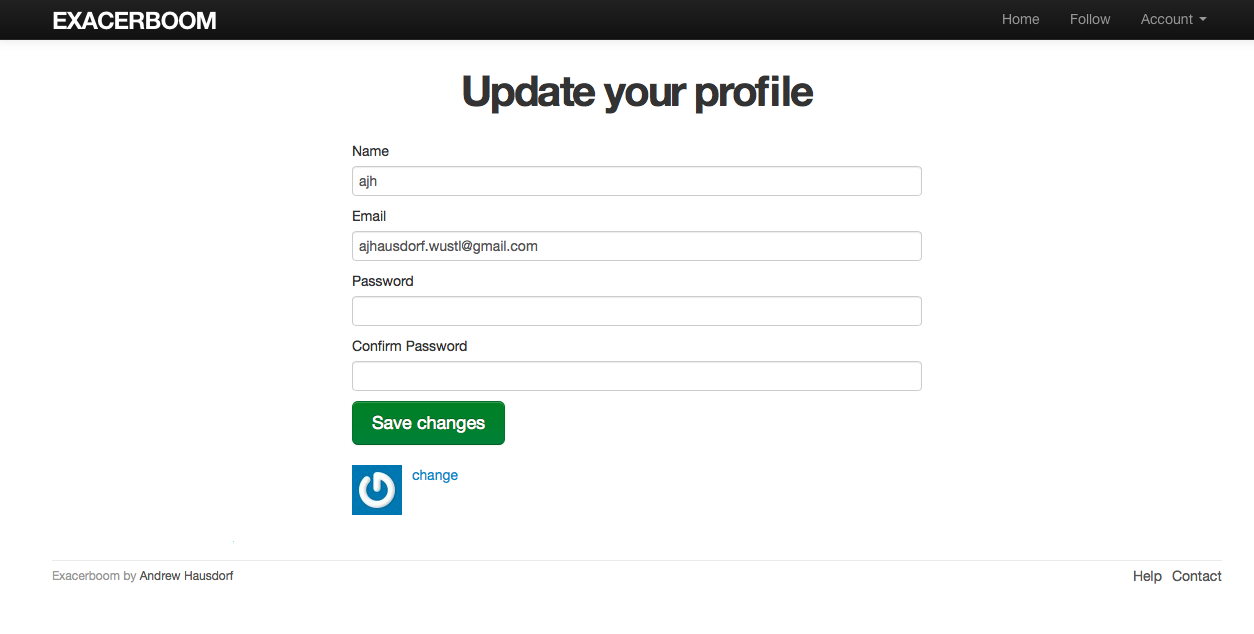 EXACERBOOM
Home Follow Account
Update your profile
Name
ajh
Email
ajhausdorf.wustl@gmail.com
Password
Confirm Password
Save changes
change
Exacerboom by Andrew Hausdorf
Help Contact